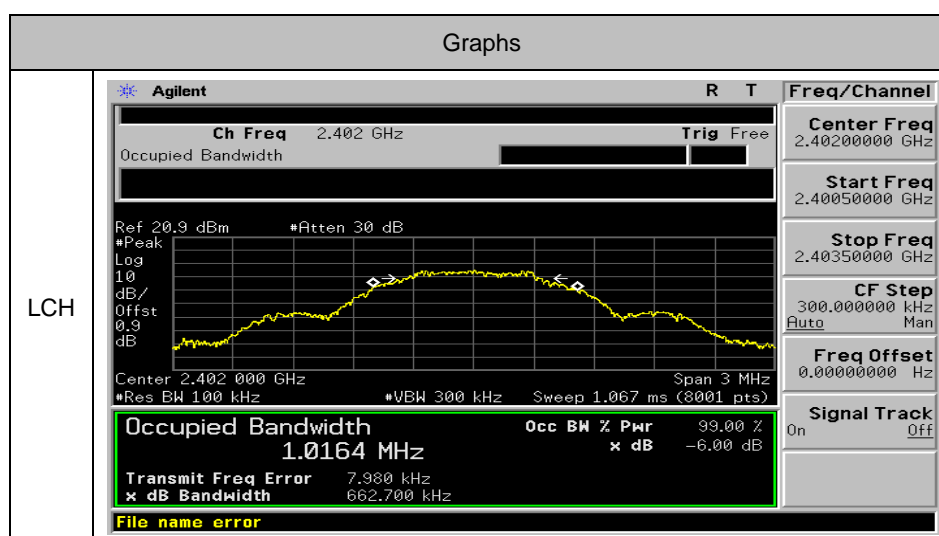 Graphs
LCH
Agilent R T
Freq/Channel
Ch Freq 2.402 GHz Trig Free
Occupied Bandwidth
Center Freq
2.40200000 GHz
Start Freq
2.40050000 GHz
Stop Freq
2.40350000 GHz
CF Step
300.000000 kHz
Auto Man
Freq Offset
0.00000000 Hz
Signal Track
On Off
Ref 20.9 dBm #Atten 30 dB
#Peak
Log
10
dB/
Offst
0.9
dB
Center 2.402 000 GHz Span 3 MHz
#Res BW 100 kHz #VBW 300 kHz Sweep 1.067 ms (8001 pts)
Occupied Bandwidth Occ BW % Pwr 99.00 %
1.0164 MHz x dB -6.00 dB
Transmit Freq Error 7.980 kHz
x dB Bandwidth 662.700 kHz
File name error